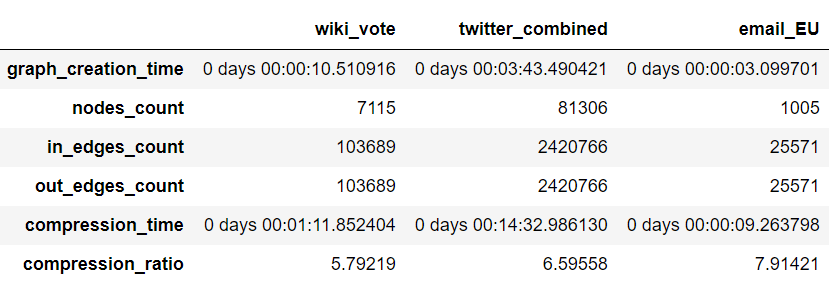 wiki_vote twitter_combined email_EU
graph_creation_time 0 days 00:00:10.510916 0 days 00:03:43.490421 0 days 00:00:03.099701
nodes_count 7115 81306 1005
in_edges_count 103689 2420766 25571
out_edges_count 103689 2420766 25571
compression_time 0 days 00:01:11.852404 0 days 00:14:32.986130 0 days 00:00:09.263798
compression_ratio 5.79219 6.59558 7.91421